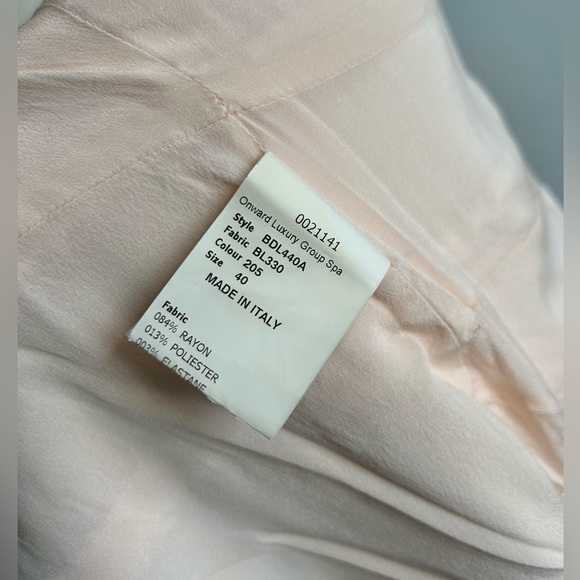 0021141
Onward Luxury Group Spa
Style BDL440A
Fabric BL330
Colour 205
Size 40
MADE IN ITALY
Fabric
084% RAYON
013% POLIESTER
003% ELASTANE